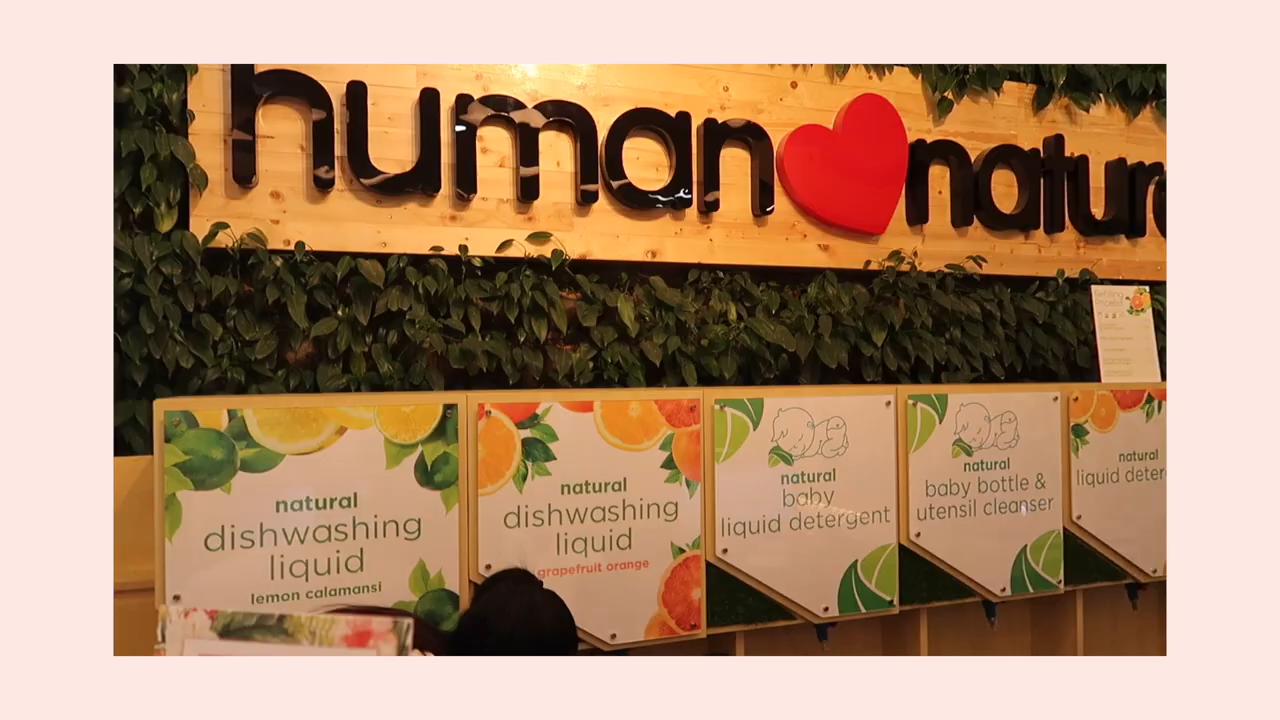 human nature
natural
dishwashing
liquid
lemon calamansi
natural
dishwashing
liquid
grapefruit orange
natural
baby
liquid detergent
natural
baby bottle &
utensil cleanser
natural
liquid deter